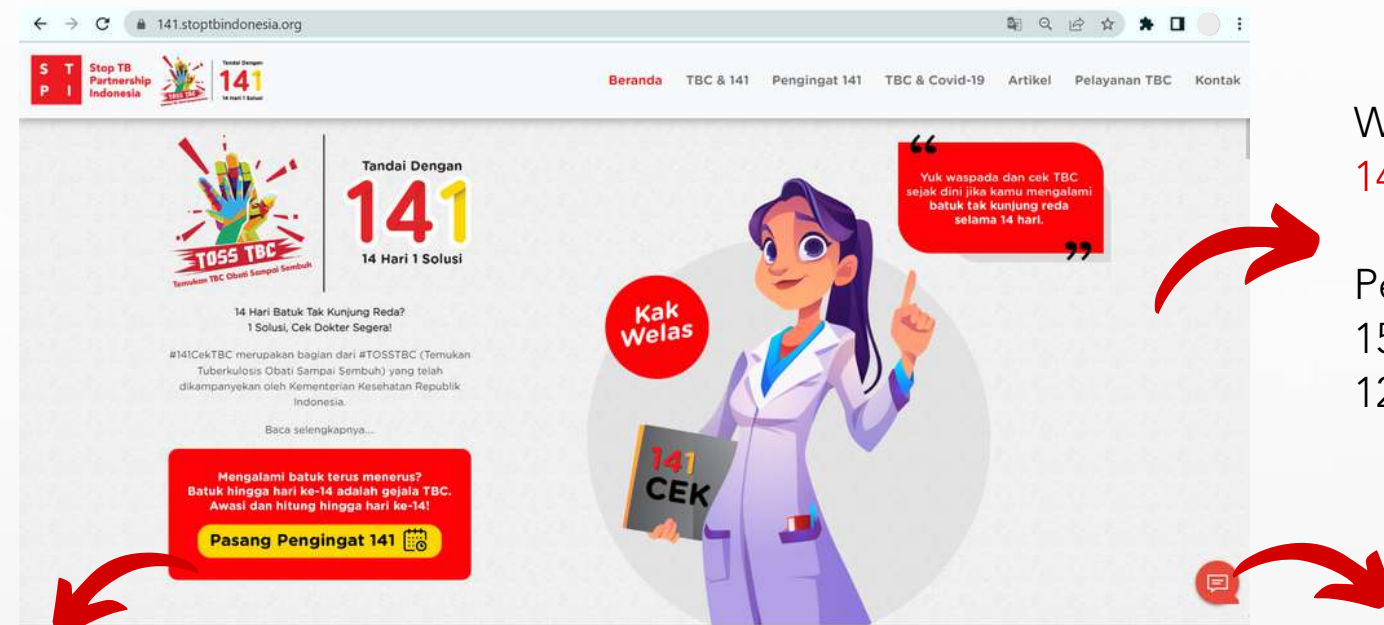 141.stoptbindonesia.org
S T P I
Stop TB
Partnership
Indonesia
TOSS TBC
Tandai Dengan
141
14 Hari 1 Solusi
Beranda TBC & 141 Pengingat 141 TBC & Covid-19 Artikel Pelayanan TBC Kontak
TOSS TBC
Temukan TBC Obati Sampai Sembuh
Tandai Dengan
141
14 Hari 1 Solusi
14 Hari Batuk Tak Kunjung Reda?
1 Solusi, Cek Dokter Segera!
#141CekTBC merupakan bagian dari #TOSSTBC (Temukan
Tuberkulosis Obati Sampai Sembuh) yang telah
dikampanyekan oleh Kementerian Kesehatan Republik
Indonesia.
Baca selengkapnya...
Mengalami batuk terus menerus?
Batuk hingga hari ke-14 adalah gejala TBC.
Awasi dan hitung hingga hari ke-14!
Pasang Pengingat 141
Kak
Welas
141
CEK
“
Yuk waspada dan cek TBC
sejak dini jika kamu mengalami
batuk tak kunjung reda
selama 14 hari.
”
W
14
Pe
15
12